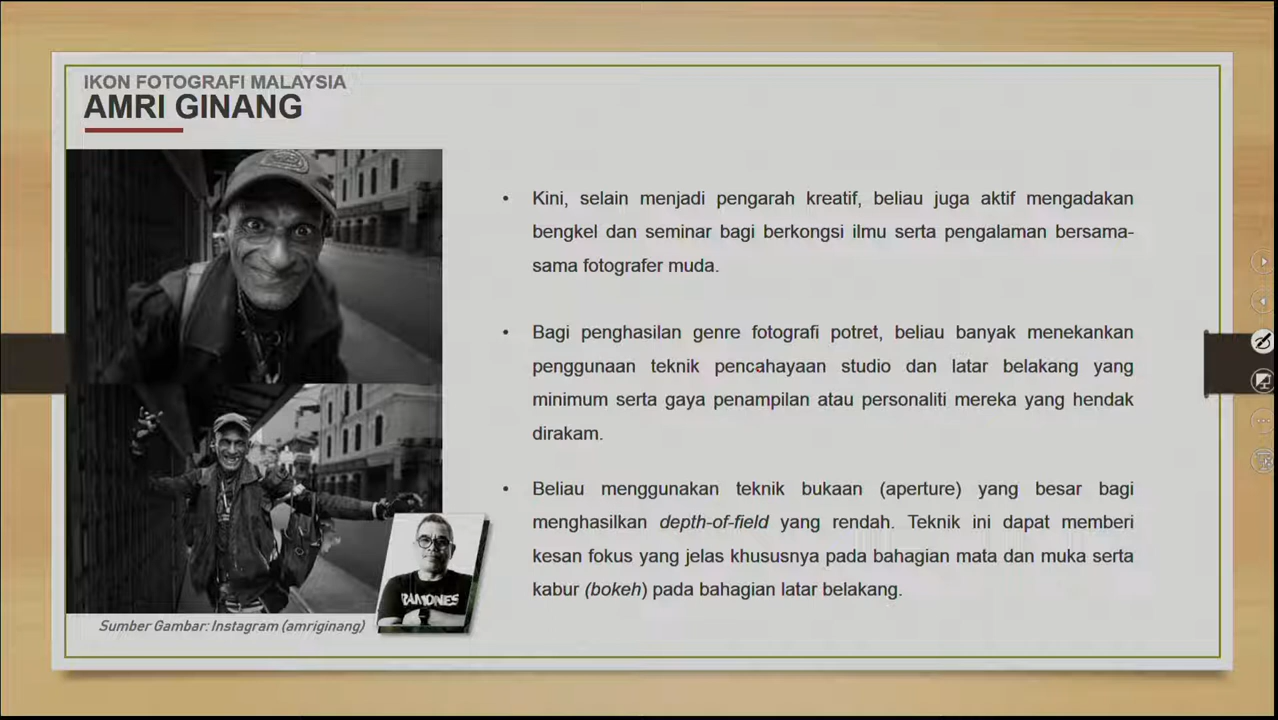 IKON FOTOGRAFI MALAYSIA
AMRI GINANG
• Kini, selain menjadi pengarah kreatif, beliau juga aktif mengadakan
bengkel dan seminar bagi berkongsi ilmu serta pengalaman bersama-
sama fotografer muda.
• Bagi penghasilan genre fotografi potret, beliau banyak menekankan
penggunaan teknik pencahayaan studio dan latar belakang yang
minimum serta gaya penampilan atau personaliti mereka yang hendak
dirakam.
• Beliau menggunakan teknik bukaan (aperture) yang besar bagi
menghasilkan depth-of-field yang rendah. Teknik ini dapat memberi
kesan fokus yang jelas khususnya pada bahagian mata dan muka serta
kabur (bokeh) pada bahagian latar belakang.
RAMONES
Sumber Gambar: Instagram (amriginang)